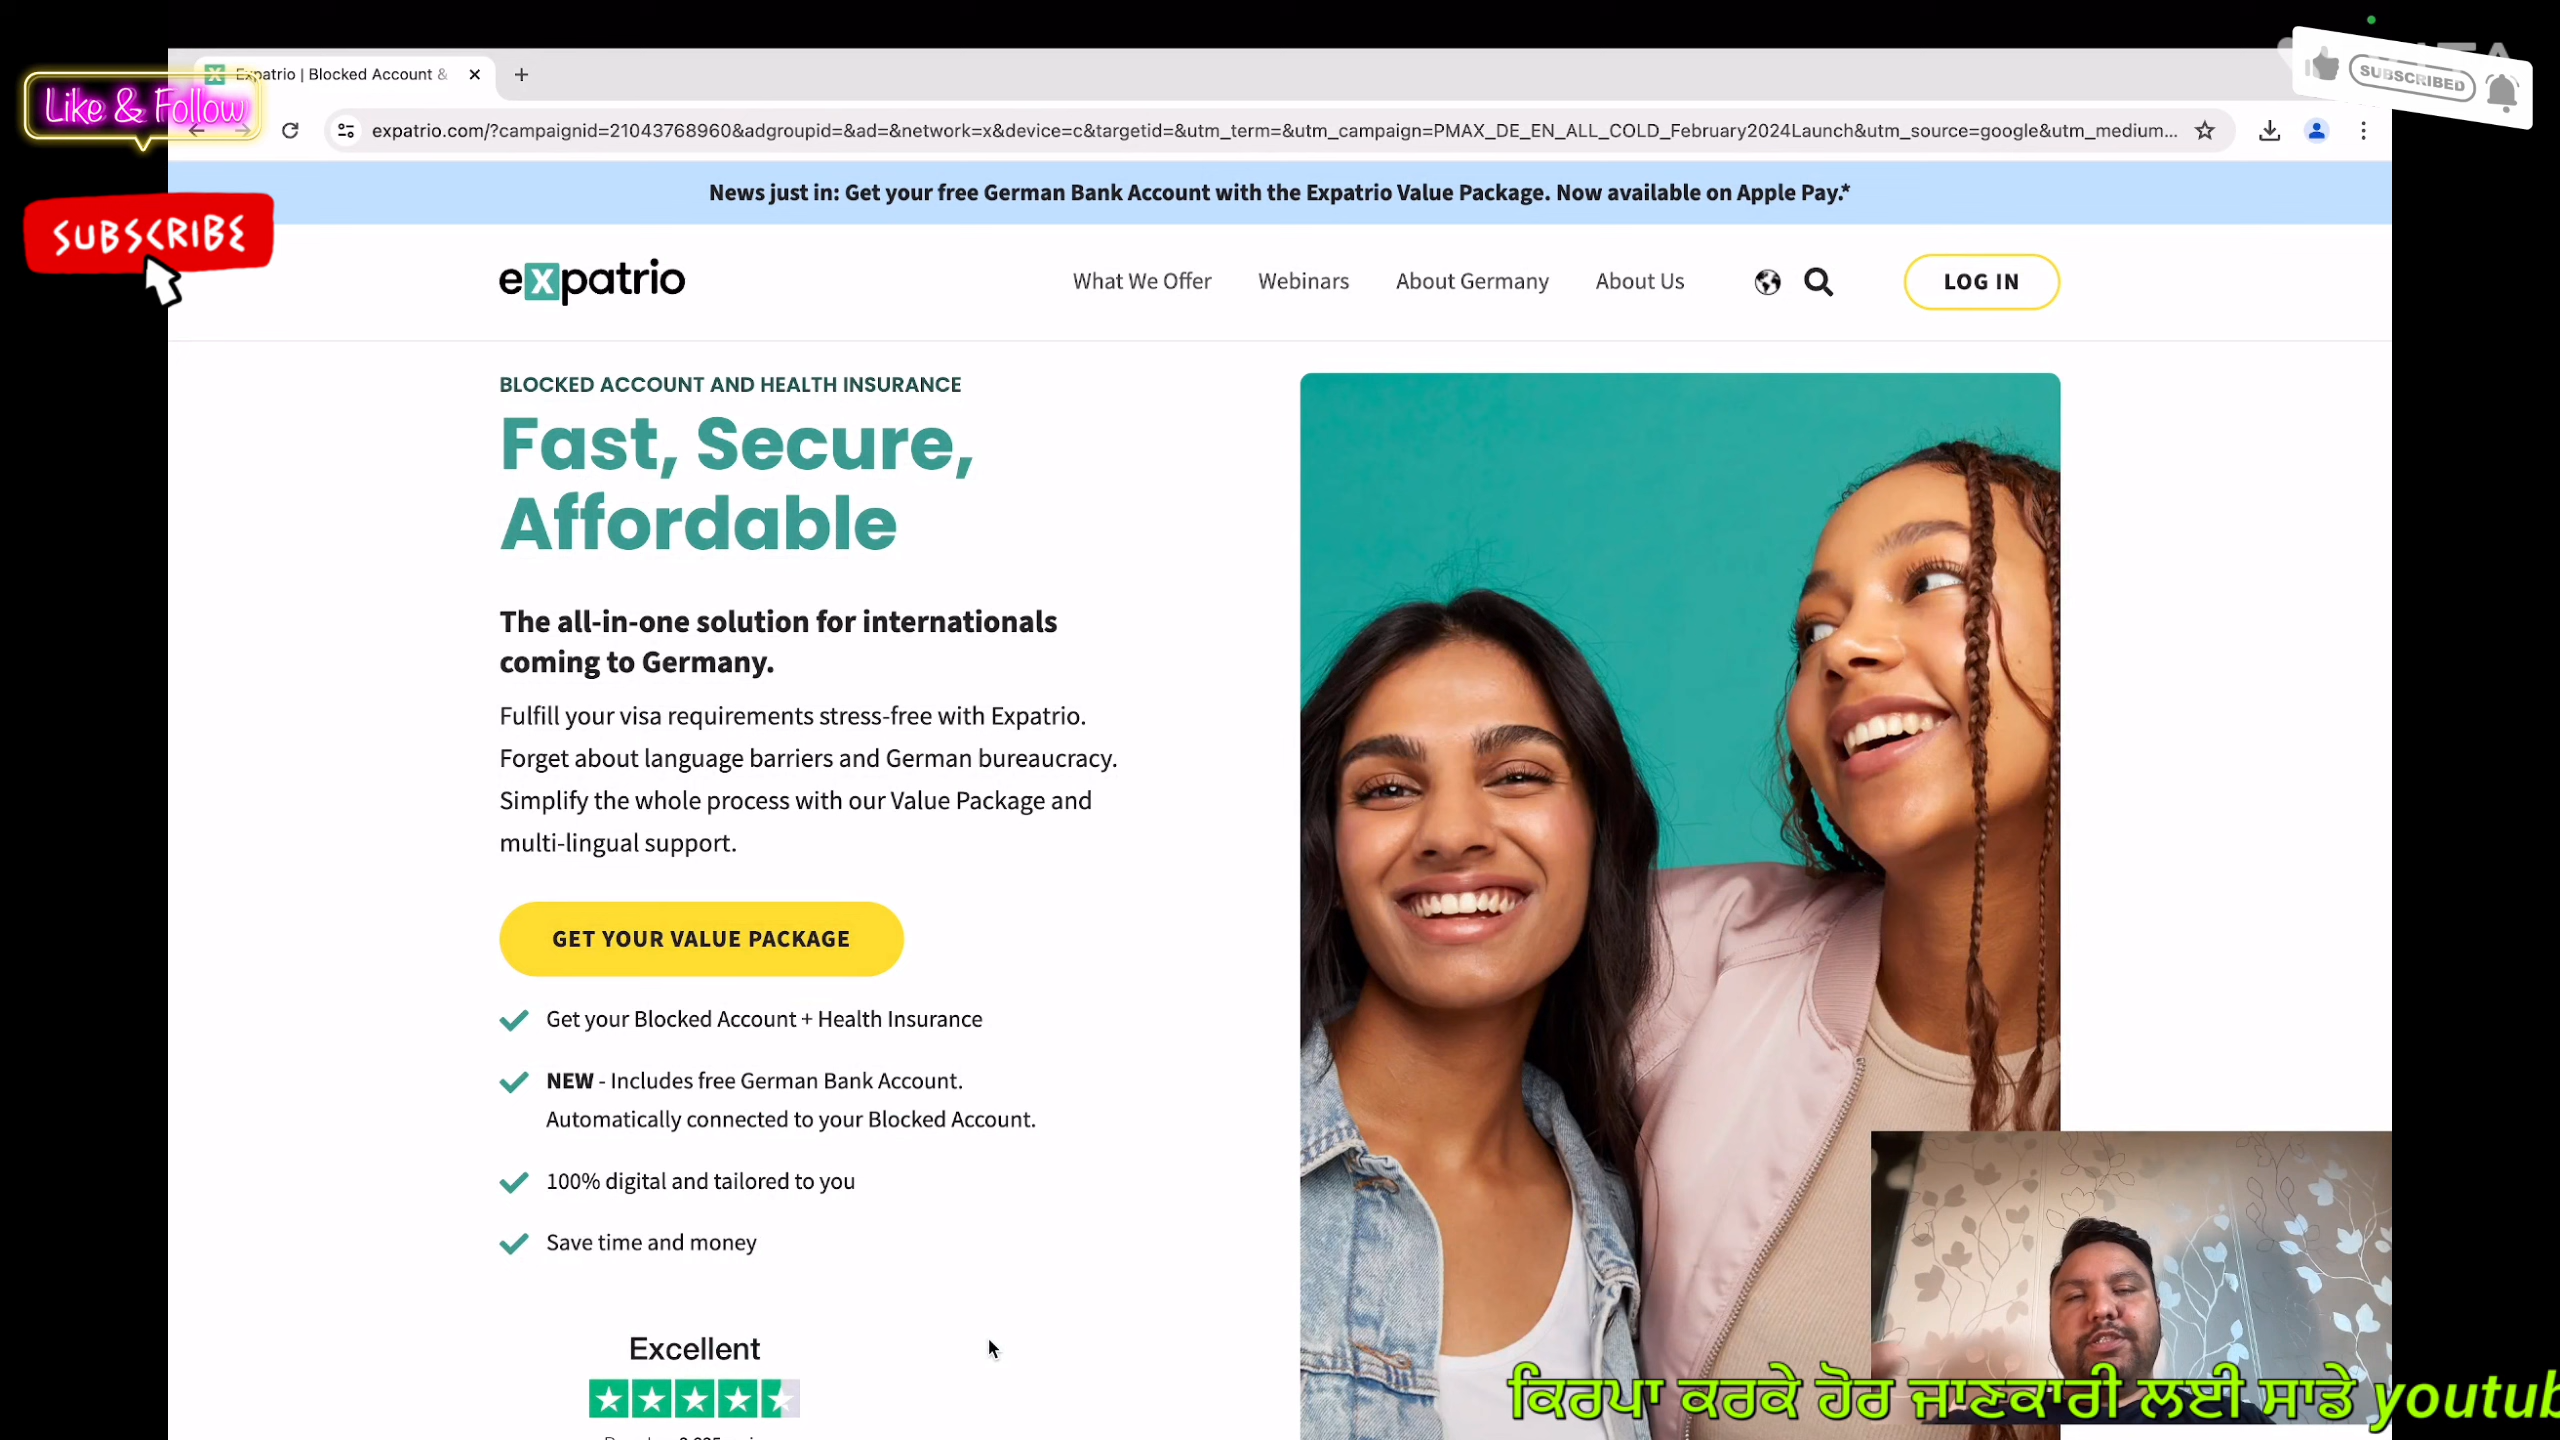 Expatrio | Blocked Account &
Like & Follow
SUBSCRIBED
expatrio.com/?campaignid=21043768960&adgroupid=&ad=&network=x&device=c&targetid=&utm_term=&utm_campaign=PMAX_DE_EN_ALL_COLD_February2024Launch&utm_source=google&utm_medium...
SUBSCRIBE
News just in: Get your free German Bank Account with the Expatrio Value Package. Now available on Apple Pay.*
expatrio
What We Offer
Webinars
About Germany
About Us
LOG IN
BLOCKED ACCOUNT AND HEALTH INSURANCE
Fast, Secure,
Affordable
The all-in-one solution for internationals
coming to Germany.
Fulfill your visa requirements stress-free with Expatrio.
Forget about language barriers and German bureaucracy.
Simplify the whole process with our Value Package and
multi-lingual support.
GET YOUR VALUE PACKAGE
Get your Blocked Account + Health Insurance
NEW - Includes free German Bank Account.
Automatically connected to your Blocked Account.
100% digital and tailored to you
Save time and money
Excellent
ਕਿਰਪਾ ਕਰਕੇ ਹੋਰ ਜਾਣਕਾਰੀ ਲਈ ਸਾਡੇ youtub